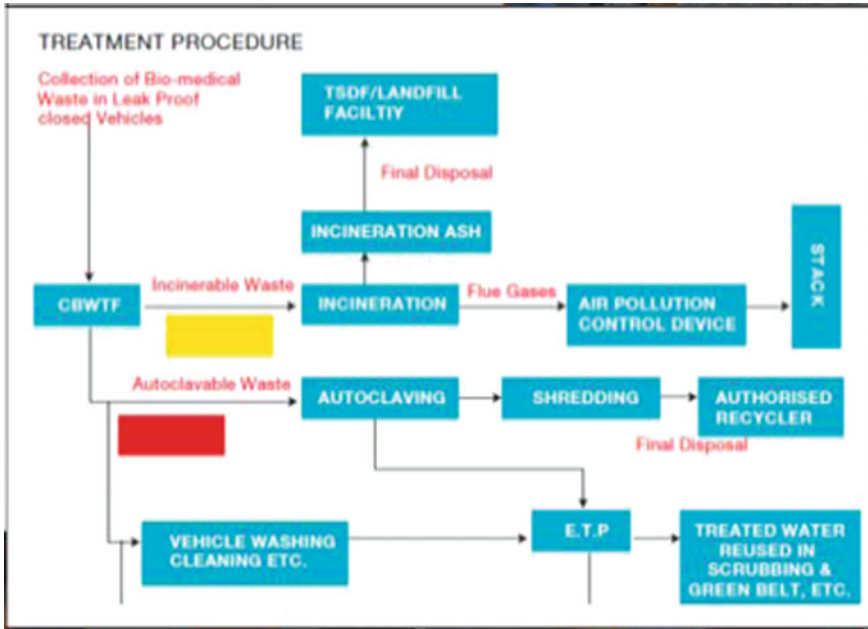 TREATMENT PROCEDURE
Collection of Bio-medical
Waste in Leak Proof
closed Vehicles
TSDF/LANDFILL
FACILTIY
Final Disposal
INCINERATION ASH
CBWTF
Incinerable Waste
INCINERATION
Flue Gases
AIR POLLUTION
CONTROL DEVICE
STACK
Autoclavable Waste
AUTOCLAVING
SHREDDING
AUTHORISED
RECYCLER
Final Disposal
VEHICLE WASHING
CLEANING ETC.
E.T.P
TREATED WATER
REUSED IN
SCRUBBING &
GREEN BELT, ETC.